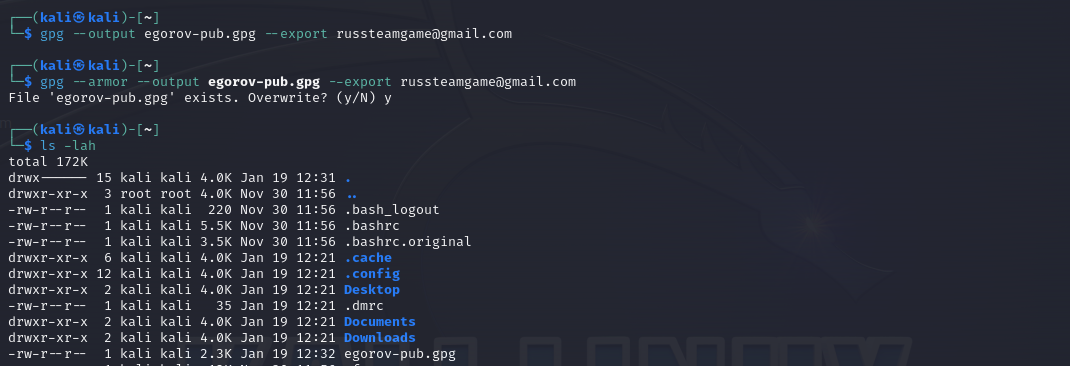 ┌──(kali㉿kali)-[~]
└─$ gpg --output egorov-pub.gpg --export russteamgame@gmail.com
┌──(kali㉿kali)-[~]
└─$ gpg --armor --output egorov-pub.gpg --export russteamgame@gmail.com
File 'egorov-pub.gpg' exists. Overwrite? (y/N) y
┌──(kali㉿kali)-[~]
└─$ ls -lah
total 172K
drwx------ 15 kali kali 4.0K Jan 19 12:31 .
drwxr-xr-x  3 root root 4.0K Nov 30 11:56 ..
-rw-r--r--  1 kali kali  220 Nov 30 11:56 .bash_logout
-rw-r--r--  1 kali kali 5.5K Nov 30 11:56 .bashrc
-rw-r--r--  1 kali kali 3.5K Nov 30 11:56 .bashrc.original
drwxr-xr-x  6 kali kali 4.0K Jan 19 12:21 .cache
drwxr-xr-x 12 kali kali 4.0K Jan 19 12:21 .config
drwxr-xr-x  2 kali kali 4.0K Jan 19 12:21 Desktop
-rw-r--r--  1 kali kali   35 Jan 19 12:21 .dmrc
drwxr-xr-x  2 kali kali 4.0K Jan 19 12:21 Documents
drwxr-xr-x  2 kali kali 4.0K Jan 19 12:21 Downloads
-rw-r--r--  1 kali kali 2.3K Jan 19 12:32 egorov-pub.gpg